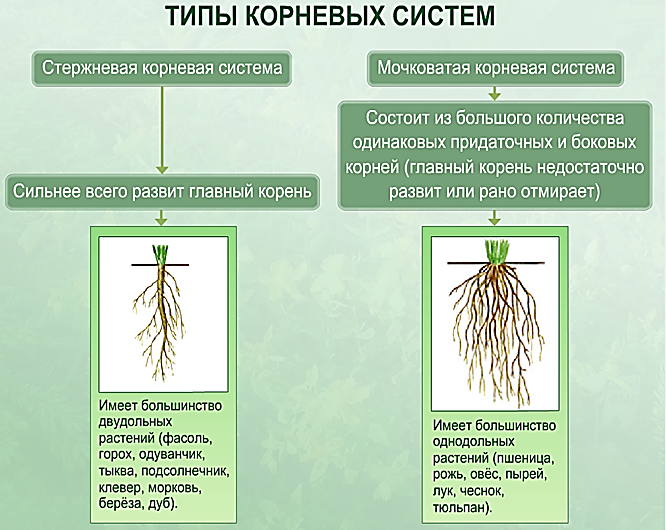 ТИПЫ КОРНЕВЫХ СИСТЕМ
Стержневая корневая система
Сильнее всего развит главный корень
Имеет большинство
двудольных
растений (фасоль,
горох, одуванчик,
тыква, подсолнечник,
клевер, морковь,
берёза, дуб).
Мочковатая корневая система
Состоит из большого количества
одинаковых придаточных и боковых
корней (главный корень недостаточно
развит или рано отмирает)
Имеет большинство
однодольных
растений (пшеница,
рожь, овёс, пырей,
лук, чеснок,
тюльпан).